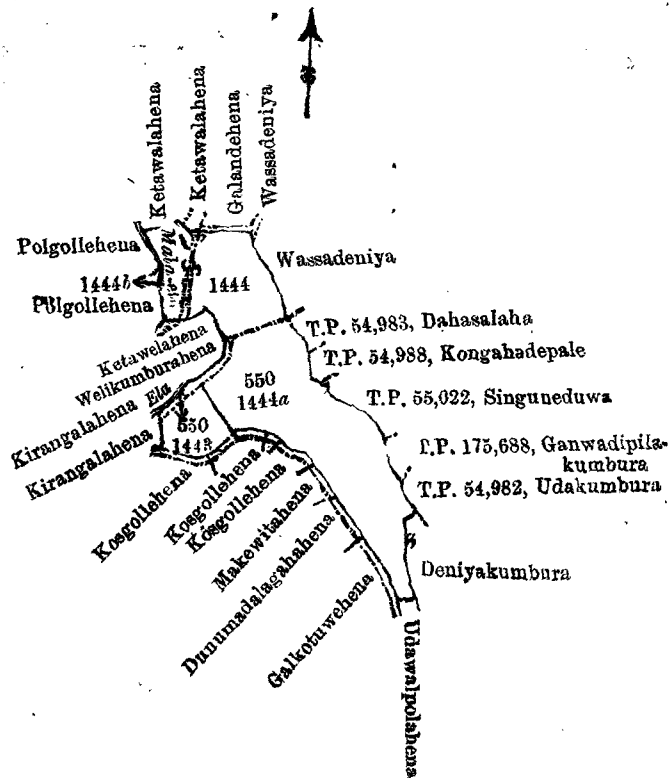 Ketawalahena
Ketawalahena
Galandehena
Wassadeniya
Polgollehena
1444b
Polgollehena
1444
Wassadeniya
T.P. 54,983, Dahasalaha
T.P. 54,988, Kongahadepale
Ketawelahena
Welikumburahena
Kirangalahena
Ela
Kirangalahena
550
1444a
550
T.P. 55,022, Singuneduwa
T.P. 175,688, Ganwadipila-
kumbura
T.P. 54,982, Udakumbura
Kosgollehena
Kosgollehena
Kosgollehena
Makewitahena
Dunumadalagahahena
Galkotuwehena
Deniyakumbura
Udawalpolahena